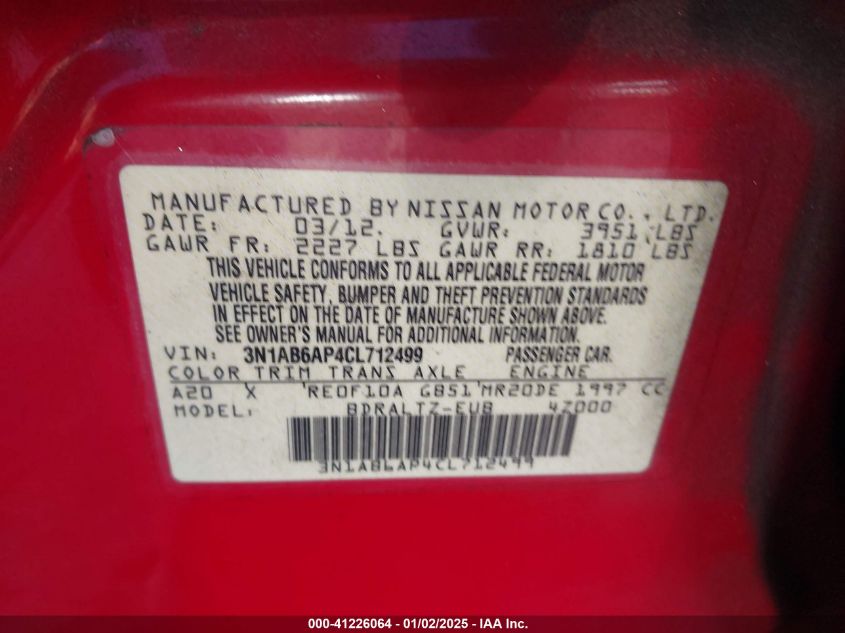 MANUFACTURED BY NISSAN MOTOR CO., LTD.
DATE: 03/12. GVWR: 3951 LBS
GAWR FR: 2227 LBS GAWR RR: 1810 LBS
THIS VEHICLE CONFORMS TO ALL APPLICABLE FEDERAL MOTOR
VEHICLE SAFETY, BUMPER AND THEFT PREVENTION STANDARDS
IN EFFECT ON THE DATE OF MANUFACTURE SHOWN ABOVE.
SEE OWNER'S MANUAL FOR ADDITIONAL INFORMATION.
VIN: 3N1AB6AP4CL712499 PASSENGER CAR.
COLOR TRIM TRANS AXLE ENGINE
A20 X RE0F10A GB51 MR20DE 1997 CC
MODEL: BDRALTZ-EUB 4Z000
3N1AB6AP4CL712499
000-41226064 - 01/02/2025 - IAA Inc.